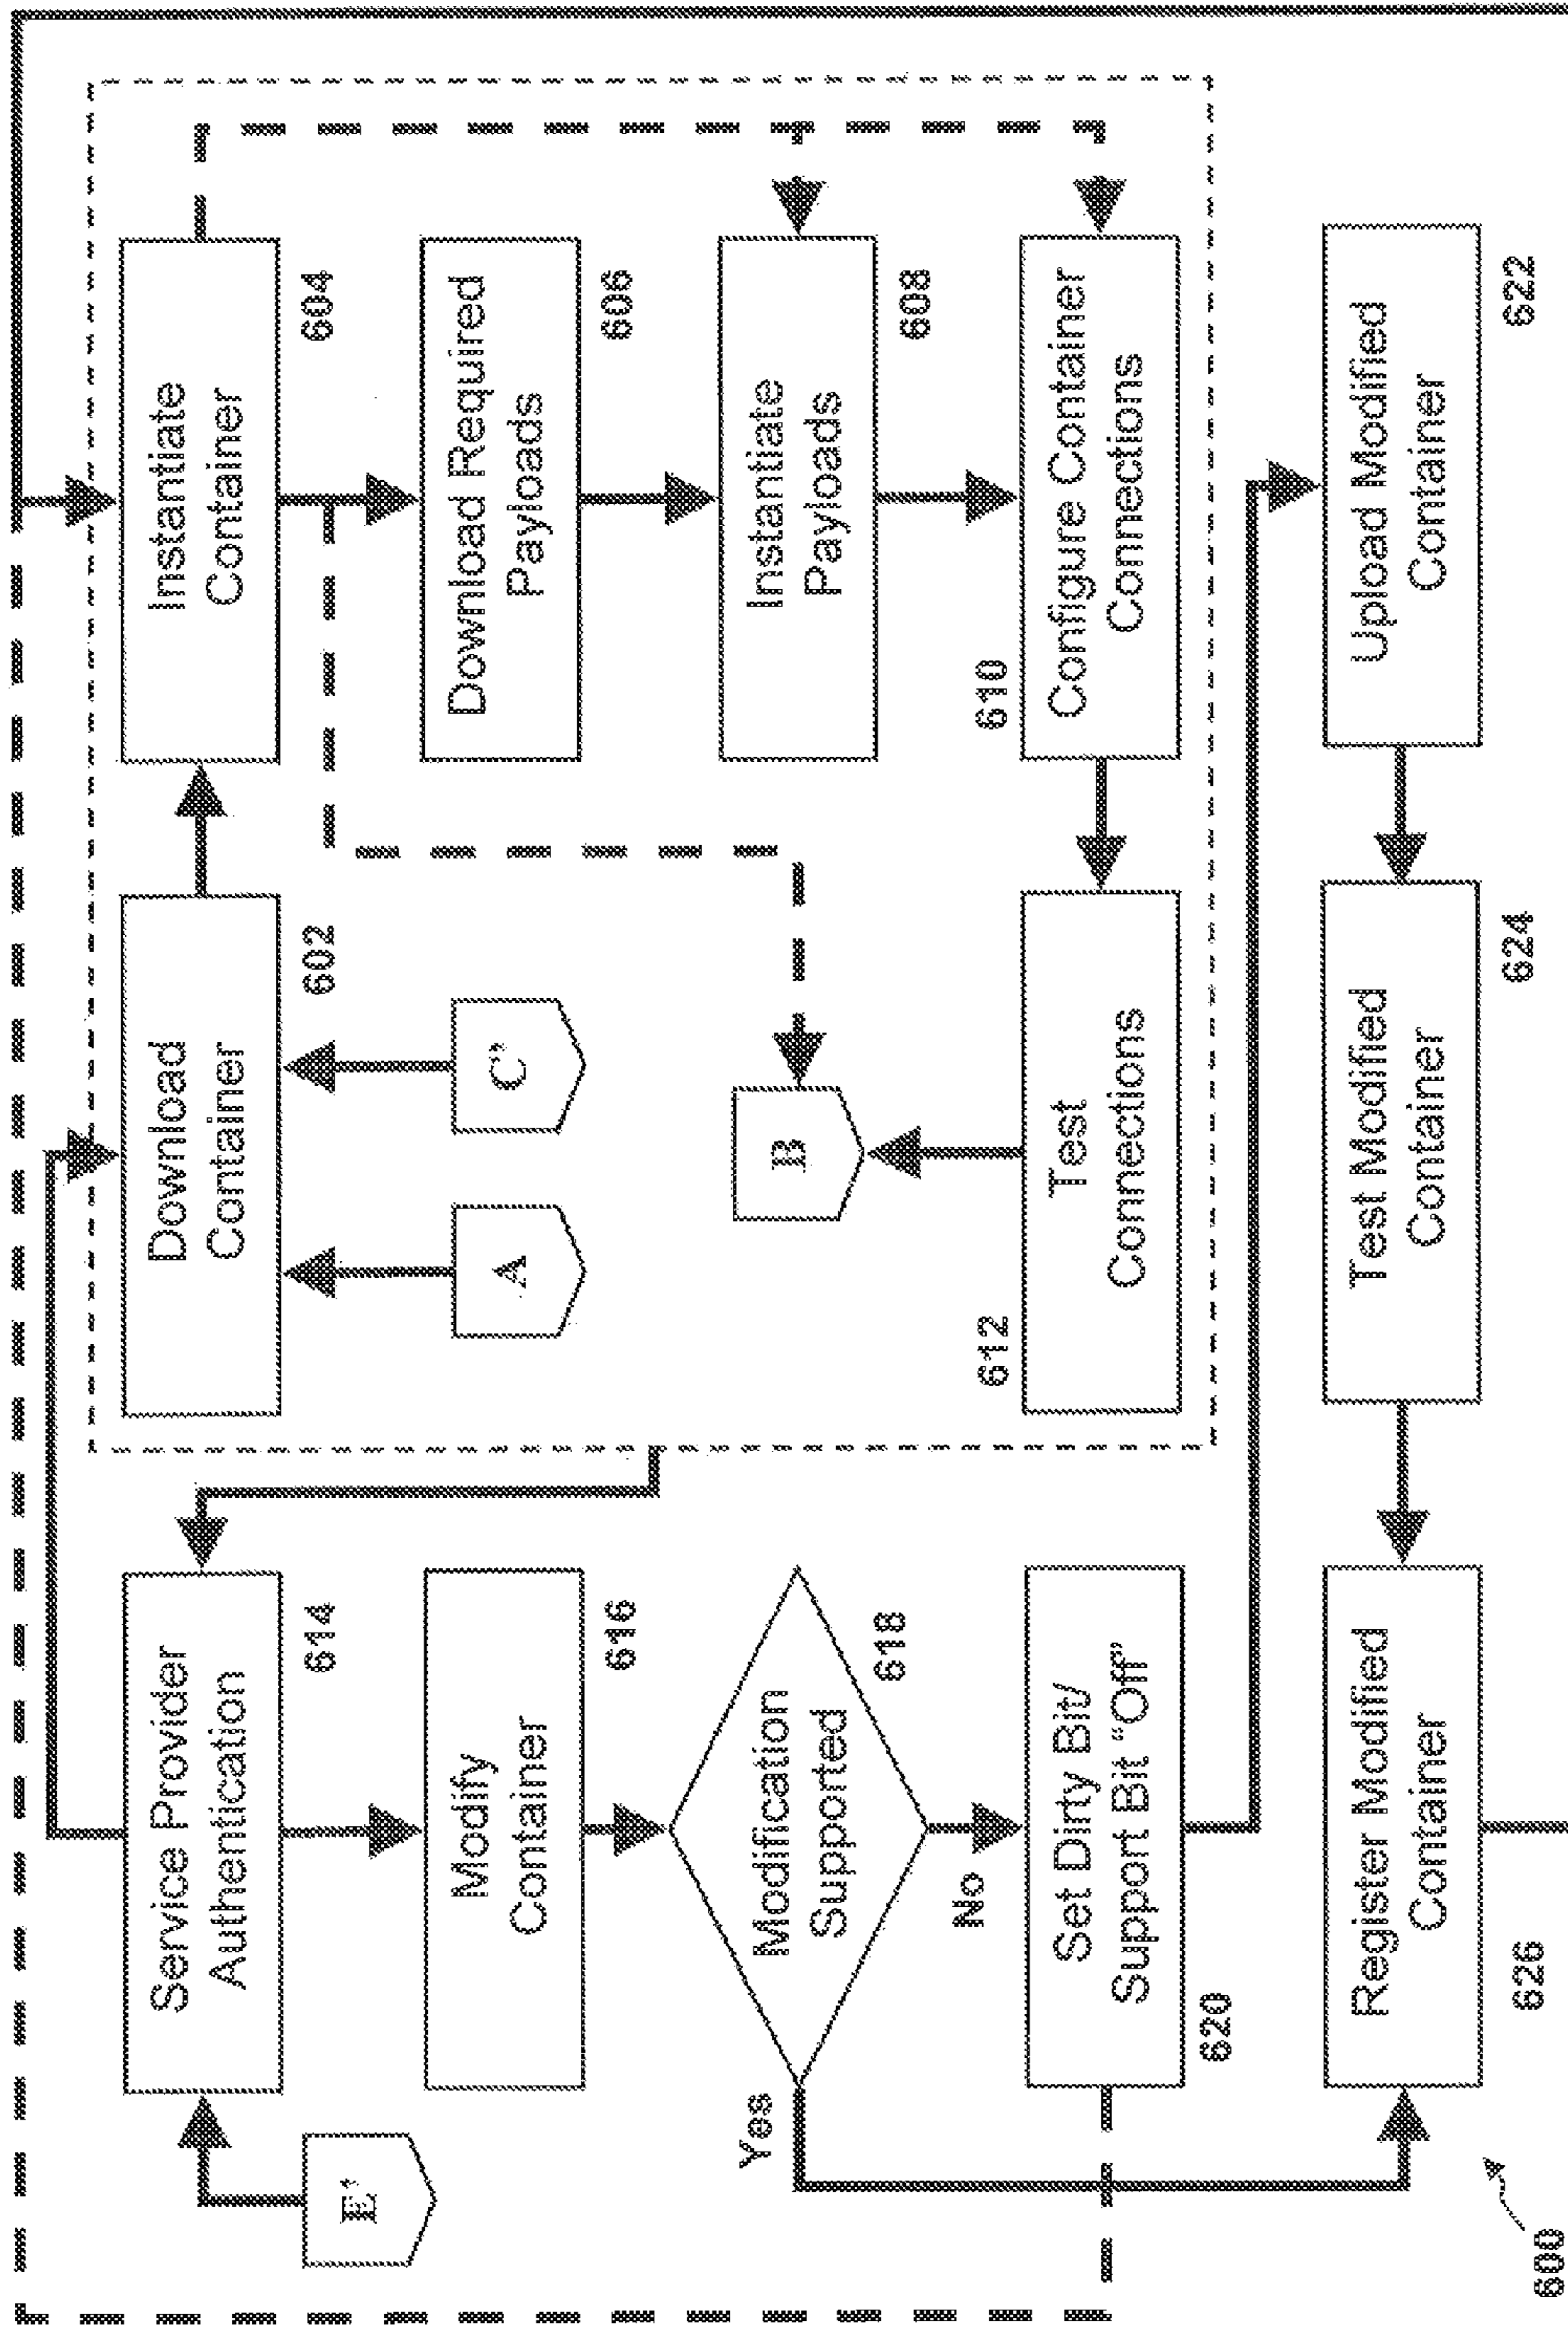 E'
Service Provider
Authentication
614
Modify
Container
616
Modification
Supported
618
Yes
No
Set Dirty Bit/
Support Bit "Off"
620
Register Modified
Container
626
600
Download
Container
602
A
C'
B
Test
Connections
612
Test Modified
Container
624
Instantiate
Container
604
Download Required
Payloads
606
Instantiate
Payloads
608
Configure Container
Connections
610
Upload Modified
Container
622